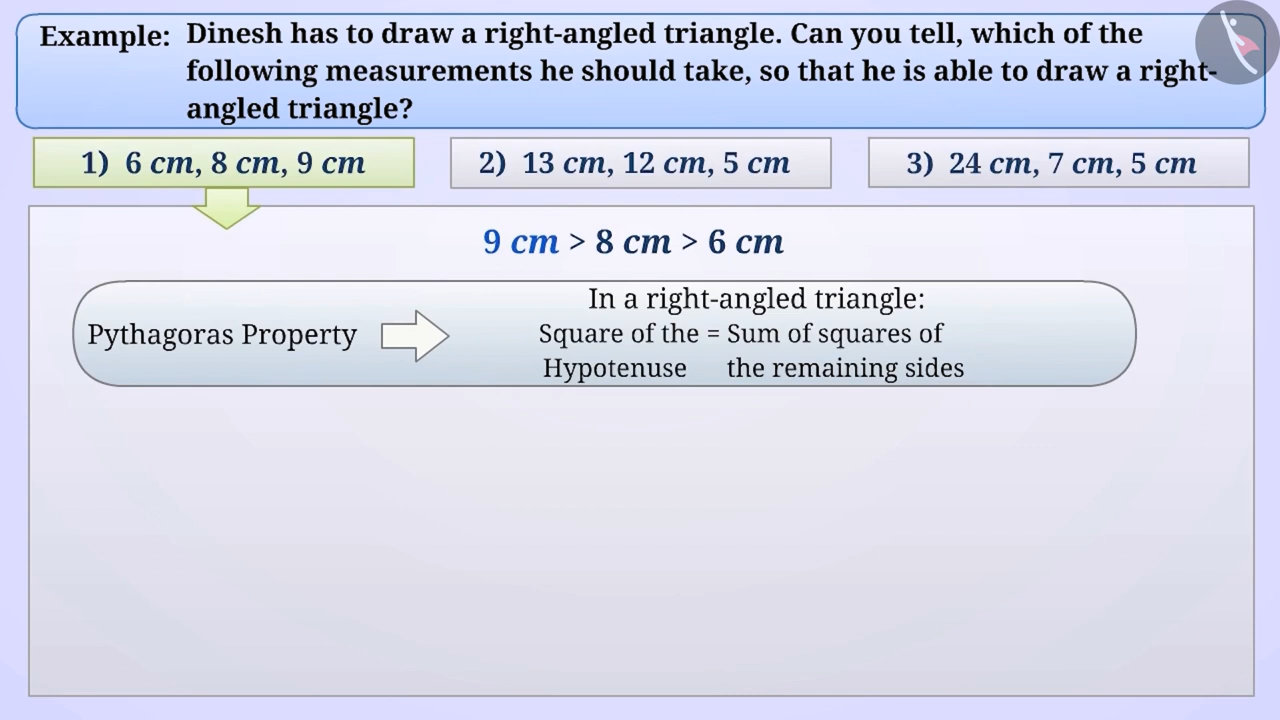 Example: Dinesh has to draw a right-angled triangle. Can you tell, which of the
following measurements he should take, so that he is able to draw a right-
angled triangle?
1) 6 cm, 8 cm, 9 cm
2) 13 cm, 12 cm, 5 cm
3) 24 cm, 7 cm, 5 cm
9 cm > 8 cm > 6 cm
Pythagoras Property
In a right-angled triangle:
Square of the = Sum of squares of
Hypotenuse the remaining sides